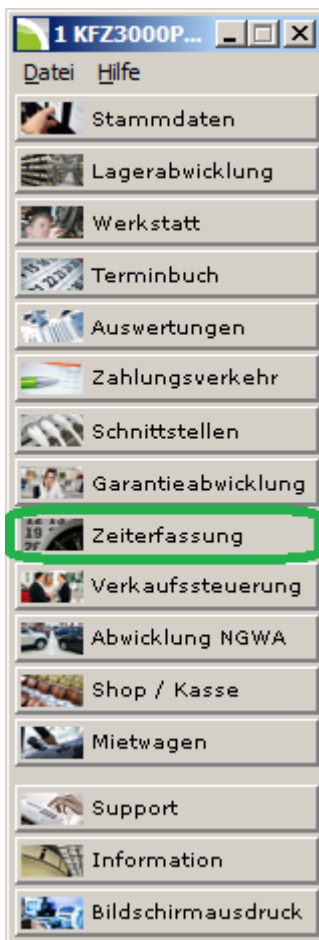 1 KFZ3000P...
Datei Hilfe
Stammdaten
Lagerabwicklung
Werkstatt
Terminbuch
Auswertungen
Zahlungsverkehr
Schnittstellen
Garantieabwicklung
Zeiterfassung
Verkaufssteuerung
Abwicklung NGWA
Shop / Kasse
Mietwagen
Support
Information
Bildschirmausdruck